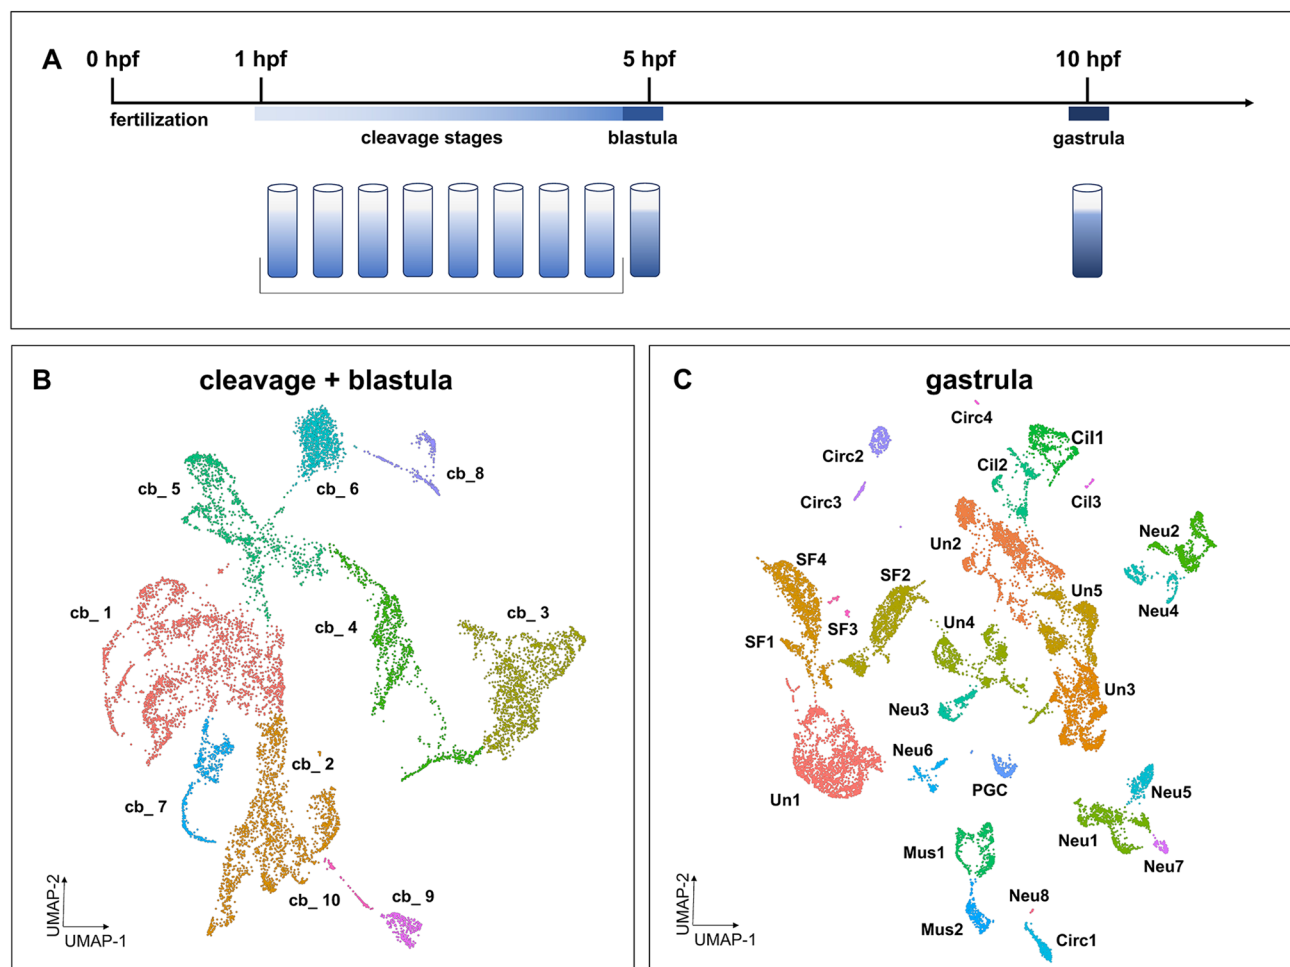 A
0 hpf
1 hpf
5 hpf
10 hpf
fertilization
cleavage stages
blastula
gastrula
B
cleavage + blastula
cb_ 5
cb_ 6
cb_8
cb_ 1
cb_ 4
cb_ 3
cb_ 7
cb_ 2
cb_ 10
cb_ 9
UMAP-2
UMAP-1
C
gastrula
Circ4
Circ2
Cil1
Cil2
Circ3
Cil3
Neu2
Un2
SF4
SF2
Un5
Neu4
SF3
SF1
Un4
Un3
Neu3
Neu6
Un1
PGC
Neu5
Mus1
Neu1
Neu7
Neu8
Mus2
Circ1
UMAP-2
UMAP-1